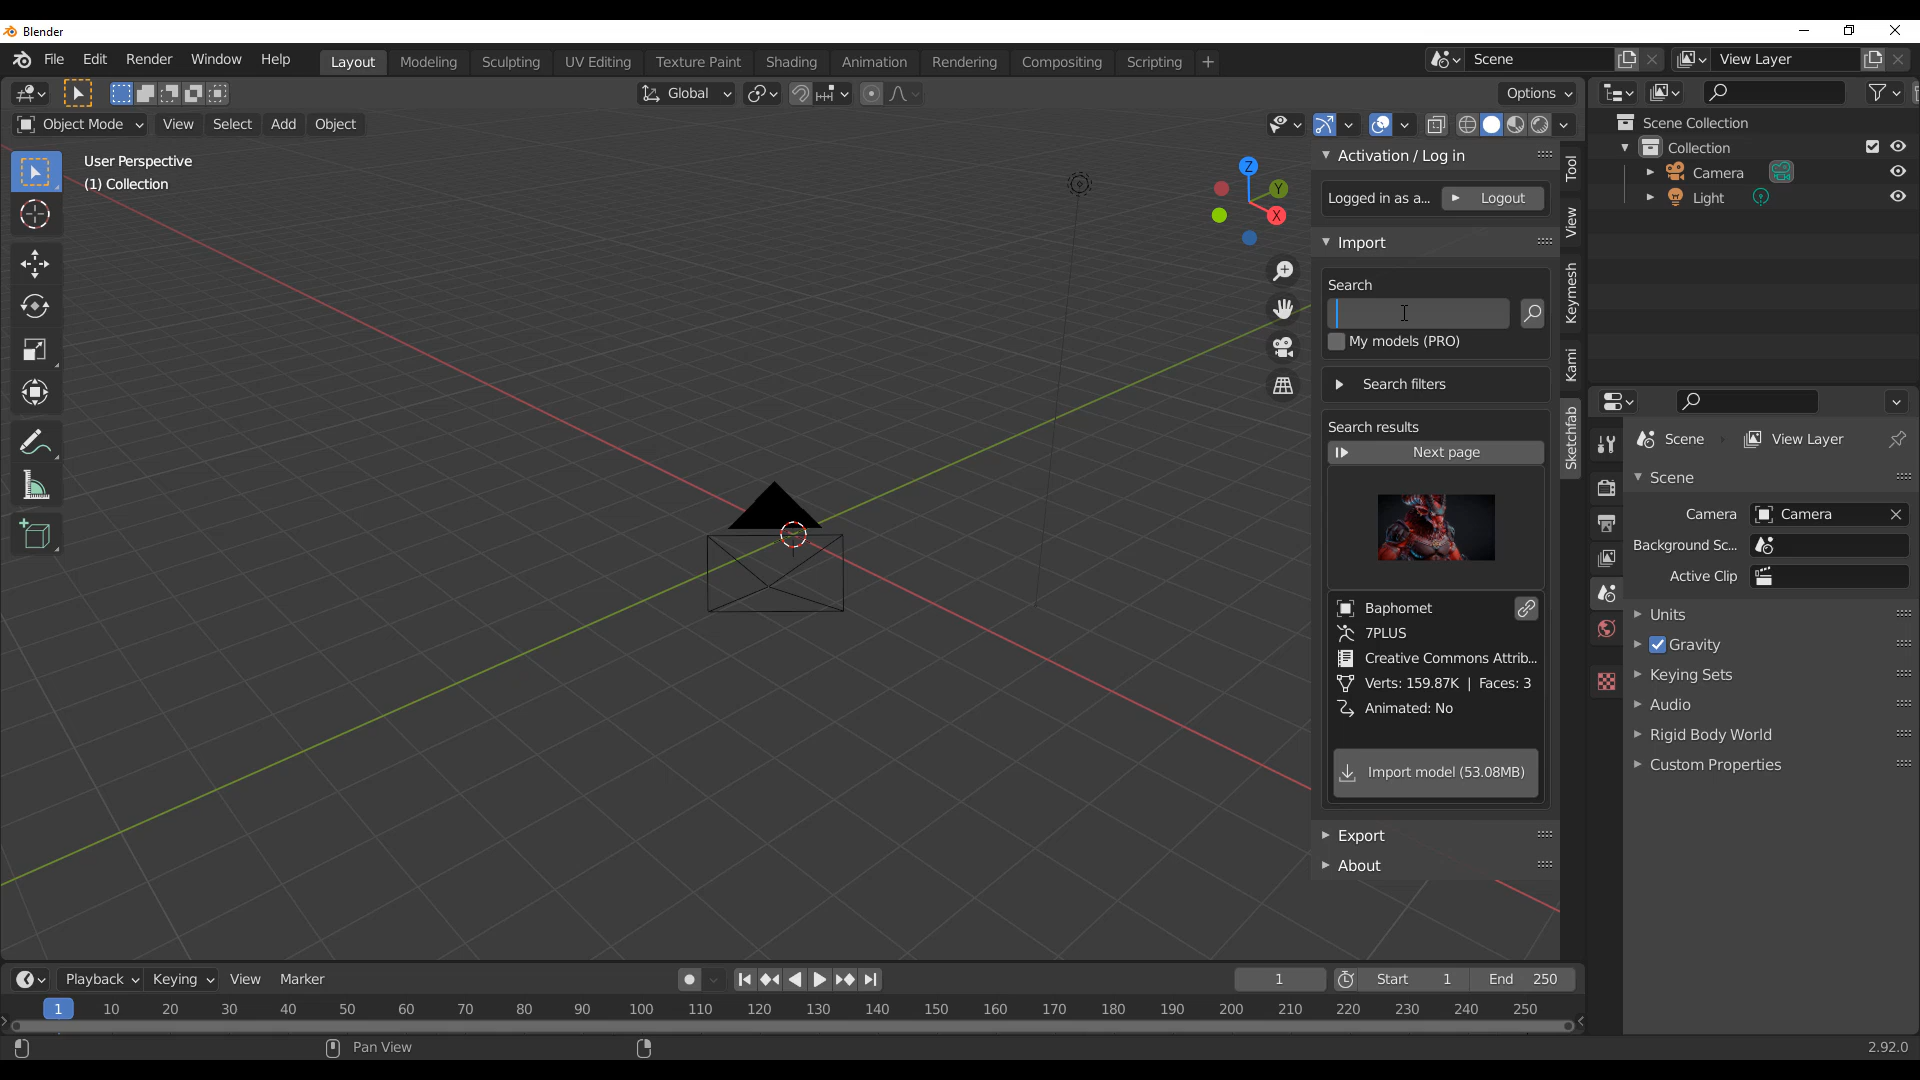 Blender
File Edit Render Window Help Layout Modeling Sculpting UV Editing Texture Paint Shading Animation Rendering Compositing Scripting + Scene View Layer
Global Options
Object Mode View Select Add Object
User Perspective
(1) Collection
Z
Y
X
Activation / Log in
Logged in as a... Logout
Import
Search
My models (PRO)
Search filters
Search results
Next page
Baphomet
7PLUS
Creative Commons Attrib...
Verts: 159.87K | Faces: 3
Animated: No
Import model (53.08MB)
Export
About
Tool
View
Keymesh
Kami
Sketchfab
Scene Collection
Collection
Camera
Light
Scene View Layer
Scene
Camera Camera
Background Sc...
Active Clip
Units
Gravity
Keying Sets
Audio
Rigid Body World
Custom Properties
Playback Keying View Marker 1 Start 1 End 250
1 10 20 30 40 50 60 70 80 90 100 110 120 130 140 150 160 170 180 190 200 210 220 230 240 250
Pan View 2.92.0